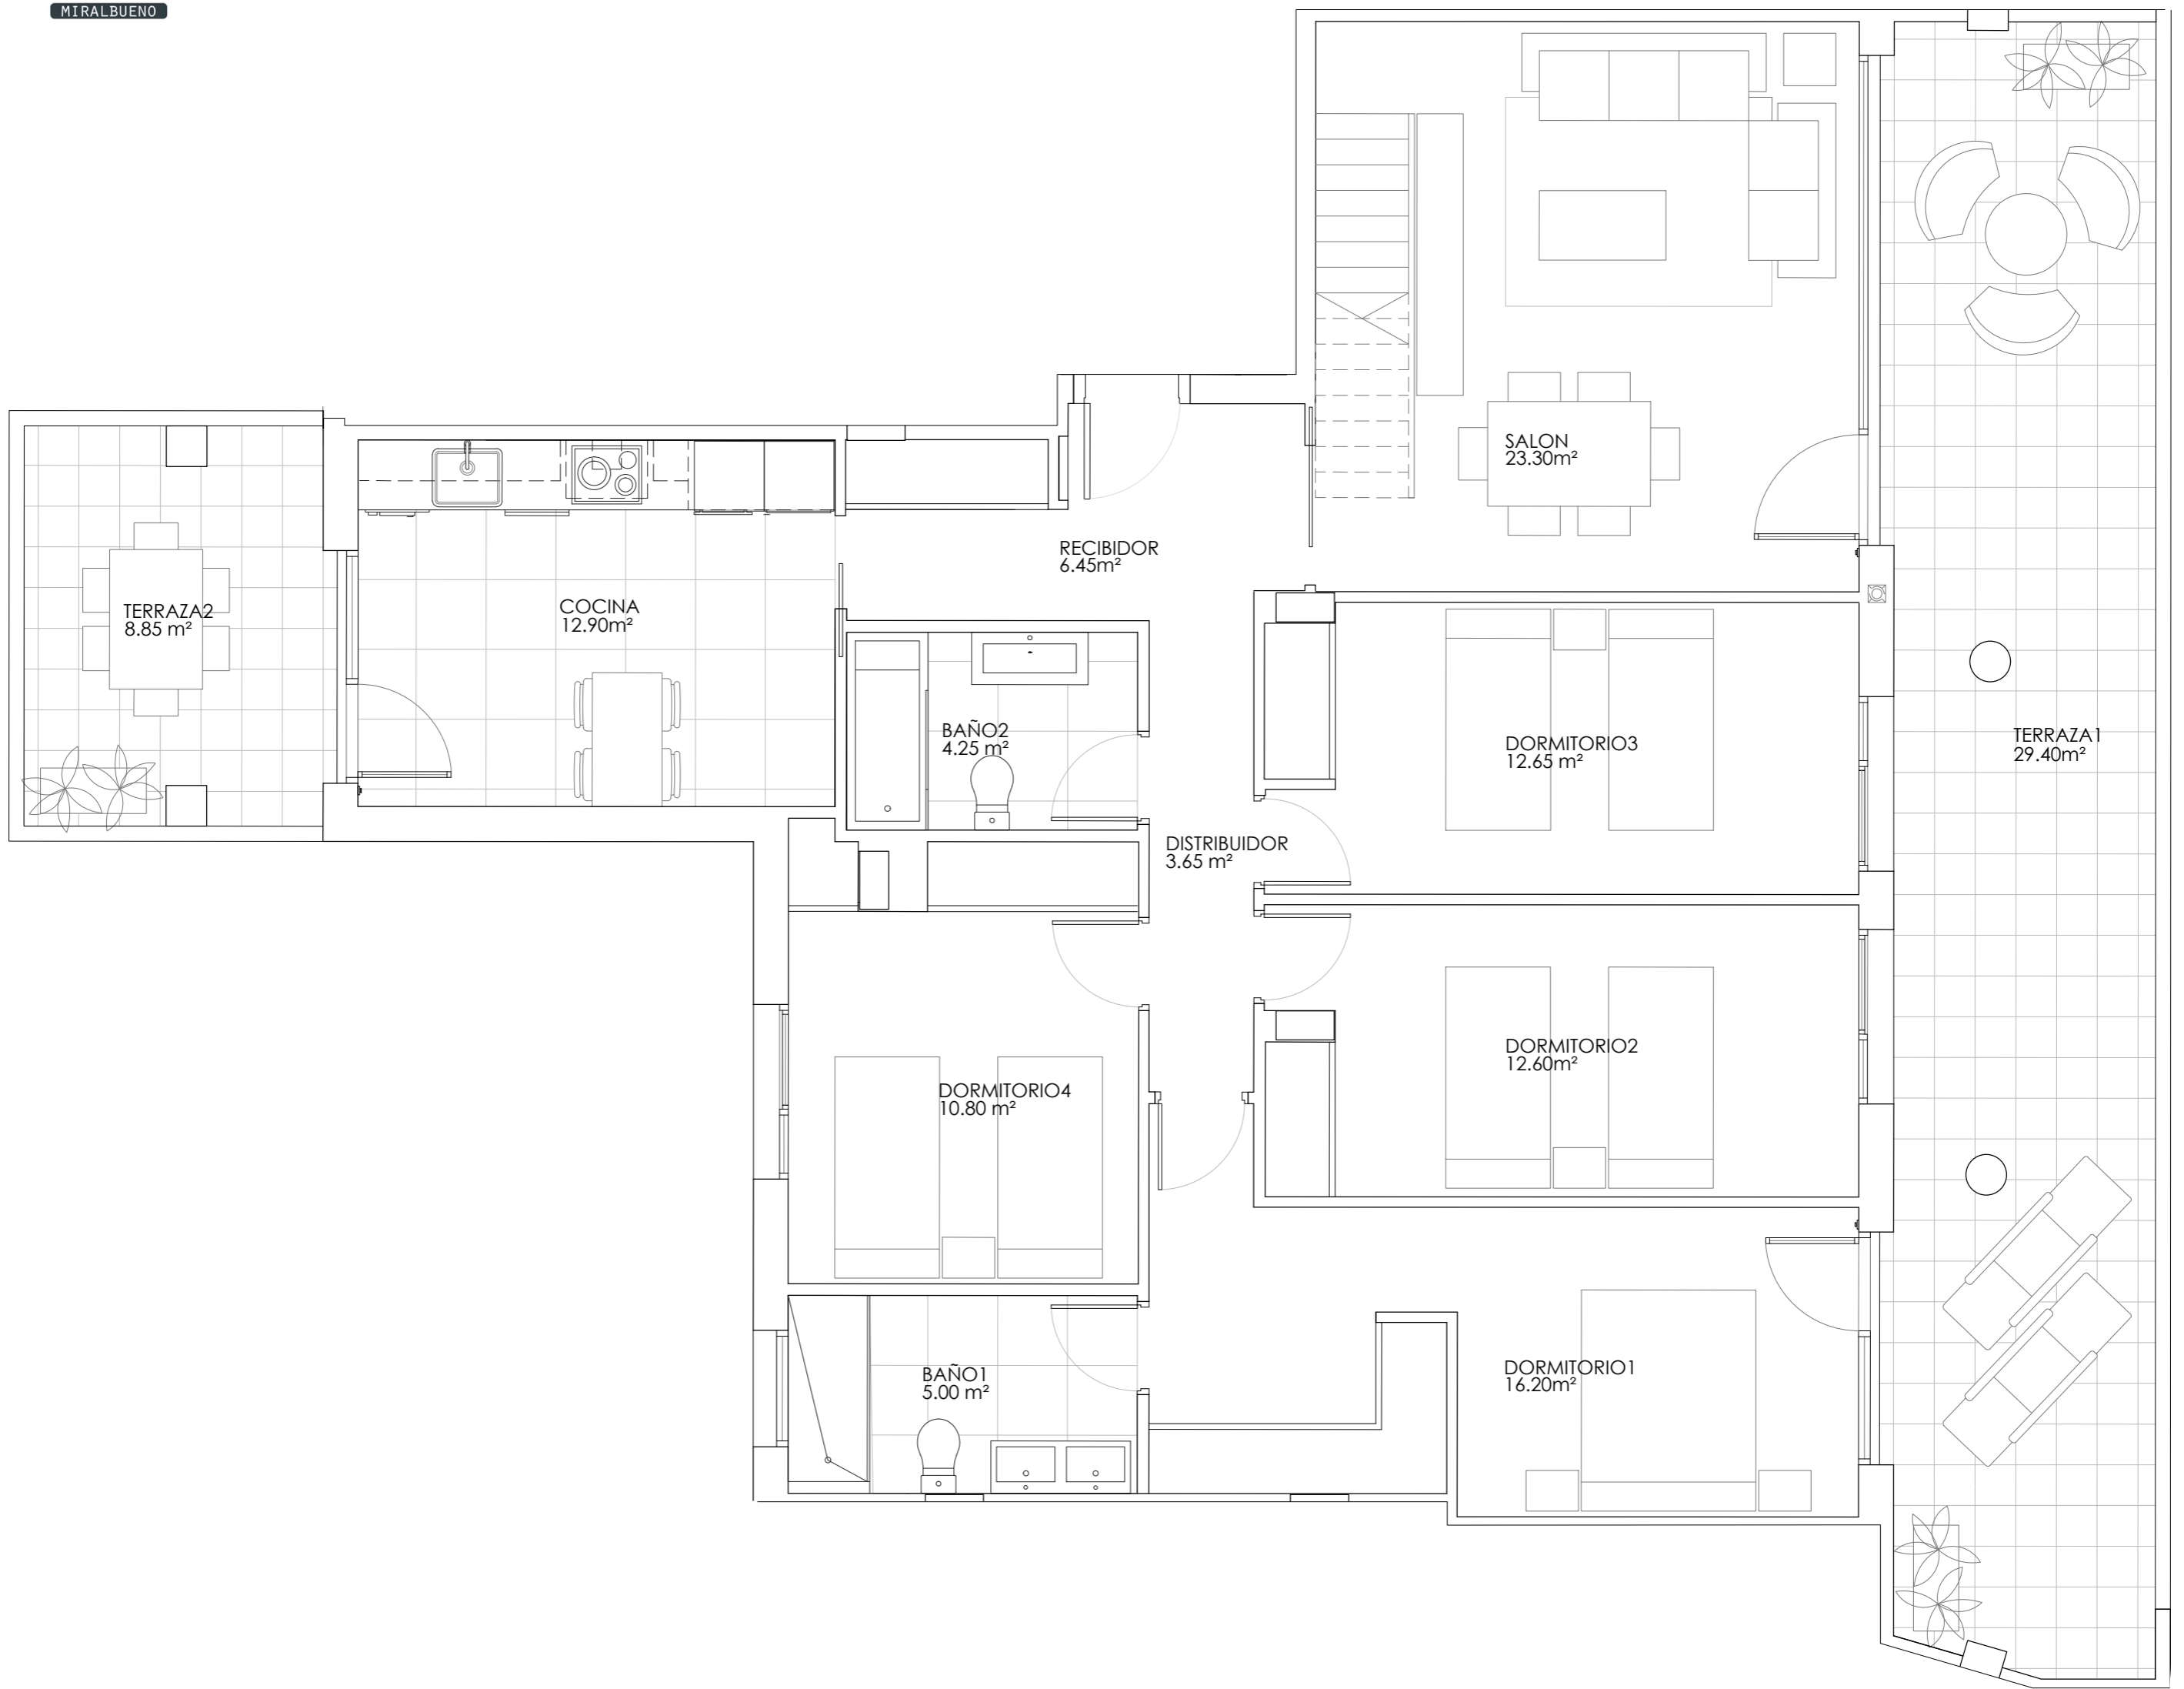 MIRALBUENO
SALON
23.30m²
RECIBIDOR
6.45m²
TERRAZA2
8.85 m²
COCINA
12.90m²
BAÑO2
4.25 m²
DORMITORIO3
12.65 m²
TERRAZA1
29.40m²
DISTRIBUIDOR
3.65 m²
DORMITORIO2
12.60m²
DORMITORIO4
10.80 m²
BAÑO1
5.00 m²
DORMITORIO1
16.20m²